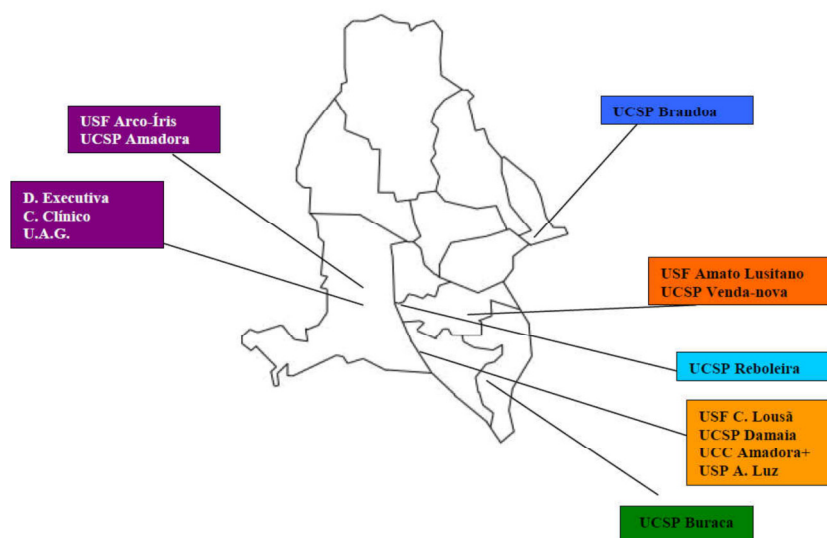 USF Arco-Íris
UCSP Amadora
D. Executiva
C. Clínico
U.A.G.
UCSP Brandoa
USF Amato Lusitano
UCSP Venda-nova
UCSP Reboleira
USF C. Lousã
UCSP Damaia
UCC Amadora+
USP A. Luz
UCSP Buraca